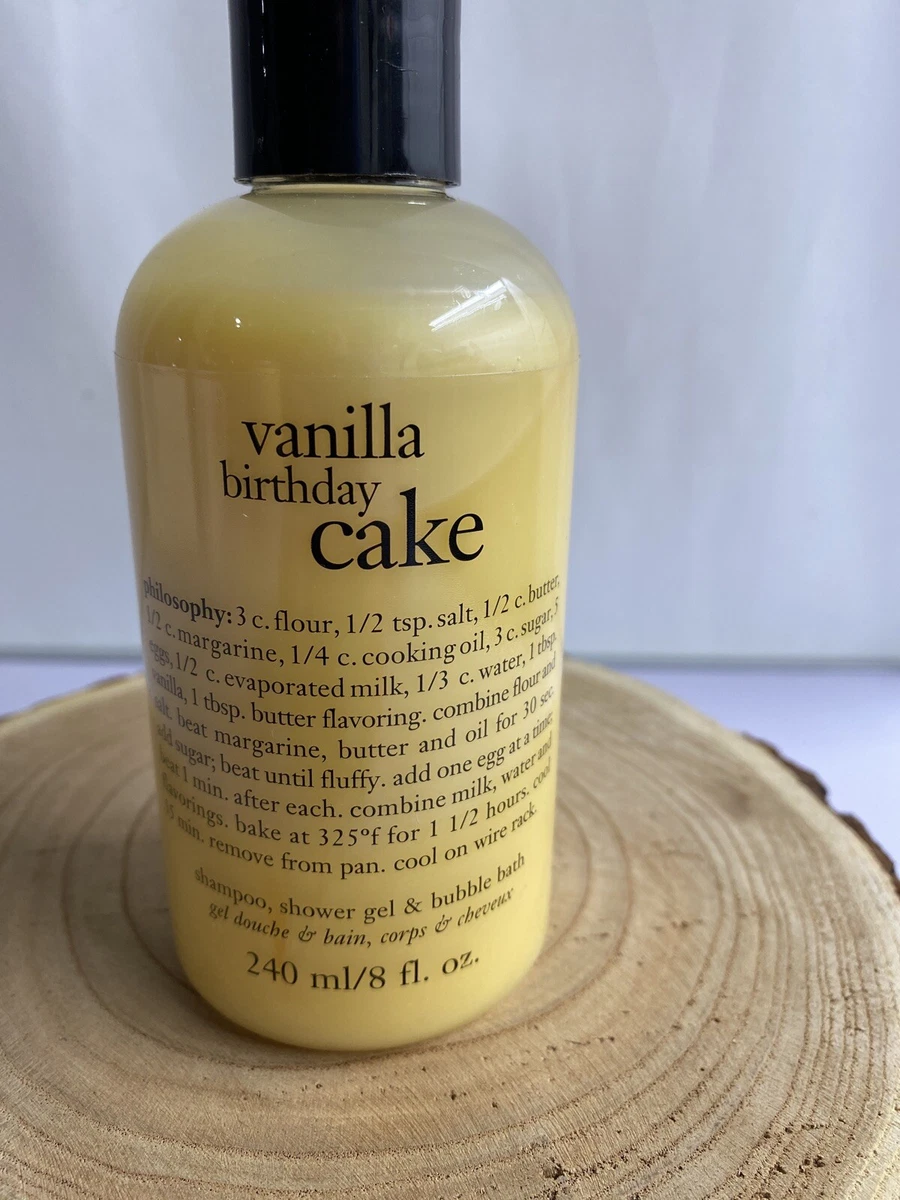 vanilla
birthday
cake
philosophy: 3 c. flour, 1/2 tsp. salt, 1/2 c. butter,
1/2 c. margarine, 1/4 c. cooking oil, 3 c. sugar, 5
eggs, 1/2 c. evaporated milk, 1/3 c. water, 1 tbsp.
vanilla, 1 tbsp. butter flavoring. combine flour and
salt. beat margarine, butter and oil for 30 sec.
add sugar; beat until fluffy. add one egg at a time;
beat 1 min. after each. combine milk, water and
flavorings. bake at 325ºf for 1 1/2 hours. cool
15 min. remove from pan. cool on wire rack.
shampoo, shower gel & bubble bath
gel douche & bain, corps & cheveux
240 ml/8 fl. oz.